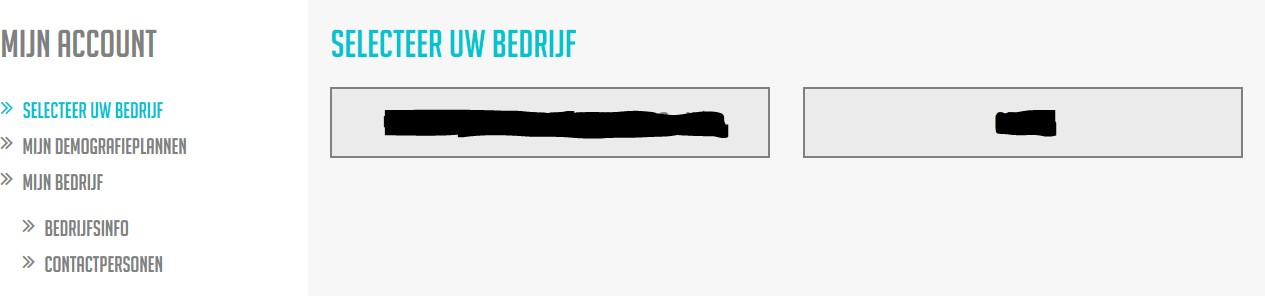 MIJN ACCOUNT
SELECTEER UW BEDRIJF
MIJN DEMOGRAFIEPLANNEN
MIJN BEDRIJF
BEDRIJFSINFO
CONTACTPERSONEN
SELECTEER UW BEDRIJF